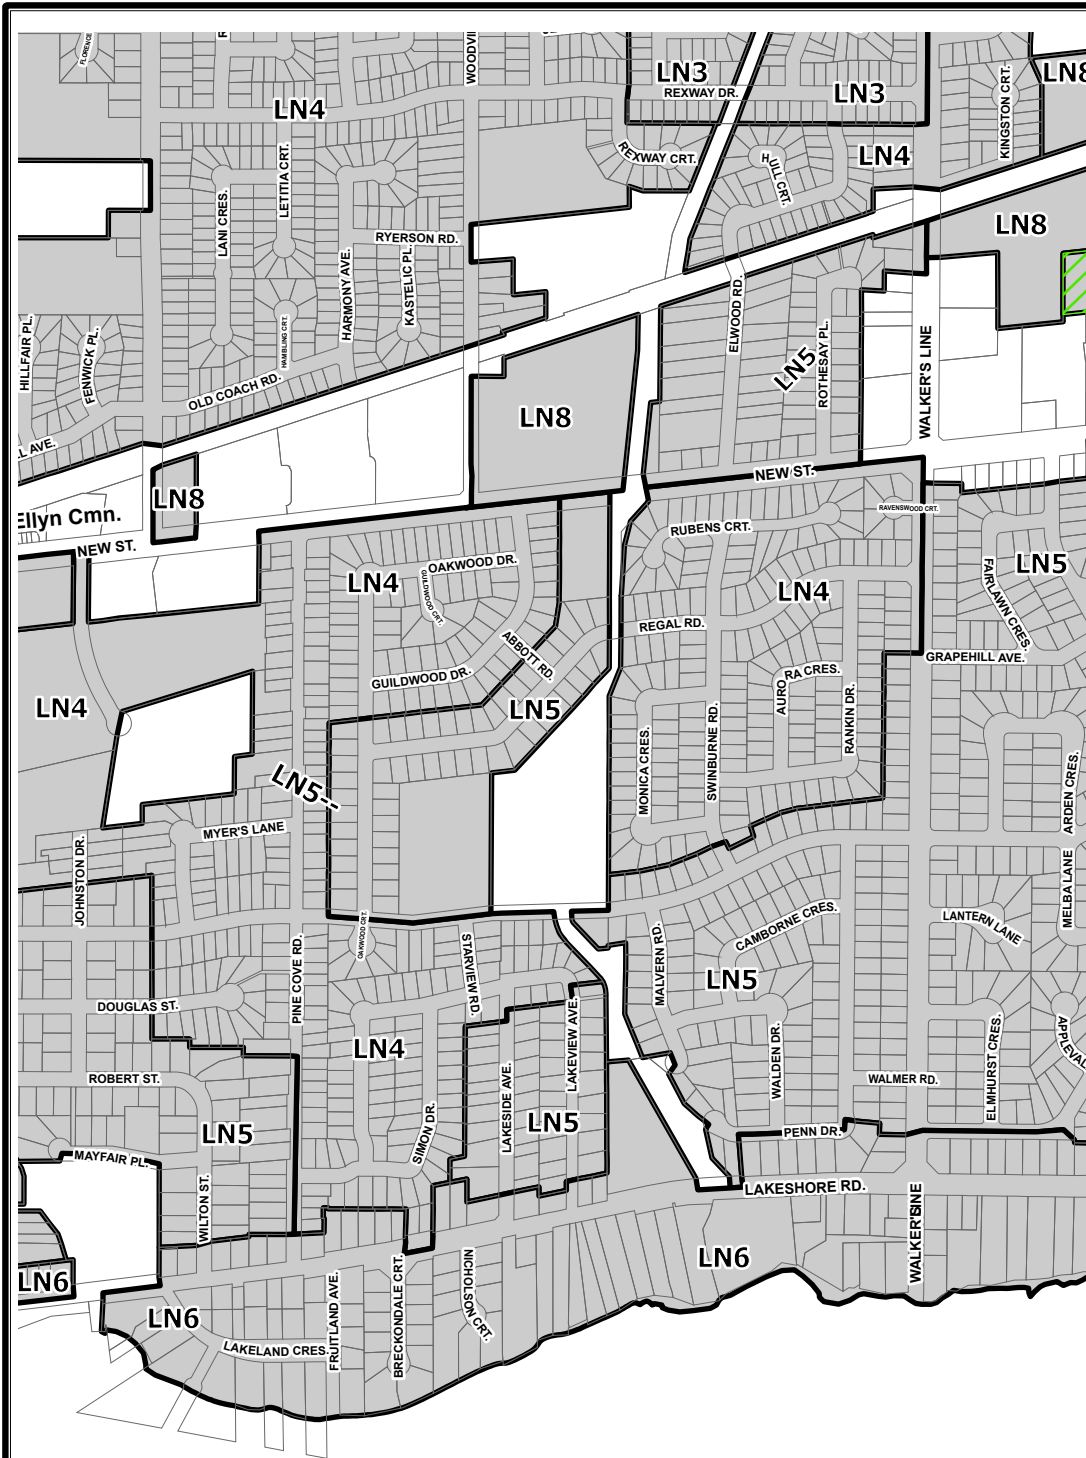 FLORENCE
WOODVI
LN3
REXWAY DR.
LN3
LN8
KINGSTON CRT.
LN4
REXWAY CRT.
HULL CRT.
LN4
LETITIA CRT.
LANI CRES.
RYERSON RD.
KASTELIC PL.
HARMONY AVE.
HAMBLING CRT.
LN8
ELWOOD RD.
LN5
ROTHESAY PL.
WALKER'S LINE
HILLFAIR PL.
FENWICK PL.
OLD COACH RD.
L AVE.
LN8
LN8
NEW ST.
Ellyn Cmn.
NEW ST.
RAVENSWOOD CRT.
RUBENS CRT.
OAKWOOD DR.
GUILDWOOD CRT.
LN4
LN4
LN5
FAIRLAWN CRES.
REGAL RD.
ABBOTT RD.
GRAPEHILL AVE.
GUILDWOOD DR.
AURORA CRES.
RANKIN DR.
LN4
LN5
MONICA CRES.
SWINBURNE RD.
ARDEN CRES.
LN5--
MYER'S LANE
JOHNSTON DR.
MELBA LANE
OAKWOOD CRT.
CAMBORNE CRES.
LANTERN LANE
PINE COVE RD.
STARVIEW RD.
MALVERN RD.
LN5
DOUGLAS ST.
LN4
LAKEVIEW AVE.
WALDEN DR.
ELMHURST CRES.
APPLEVAL
ROBERT ST.
LAKESIDE AVE.
WALMER RD.
LN5
SIMON DR.
LN5
PENN DR.
MAYFAIR PL.
WILTON ST.
LAKESHORE RD.
WALKER'S LINE
LN6
LN6
LN6
NICHOLSON CRT.
FRUITLAND AVE.
BRECKONDALE CRT.
LAKELAND CRES.